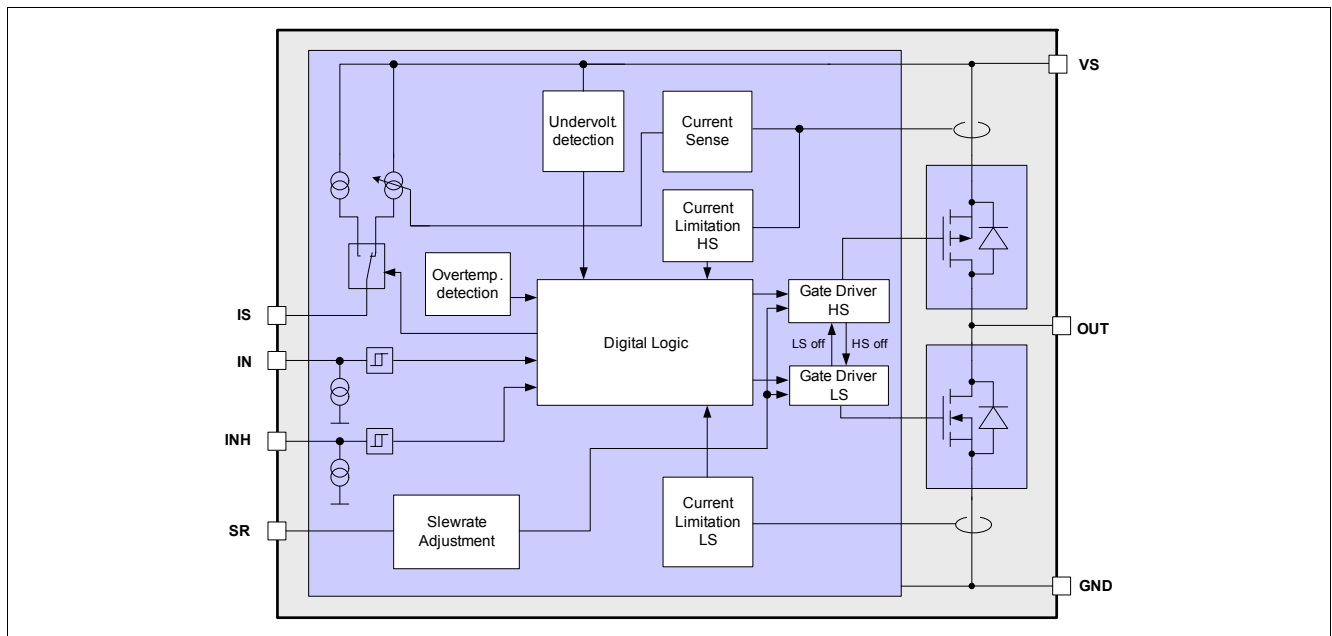 VS
Undervolt.
detection
Current
Sense
Current
Limitation
HS
Overtemp.
detection
Gate Driver
HS
IS
OUT
Digital Logic
LS off
HS off
IN
Gate Driver
LS
INH
Current
Limitation
LS
SR
Slewrate
Adjustment
GND